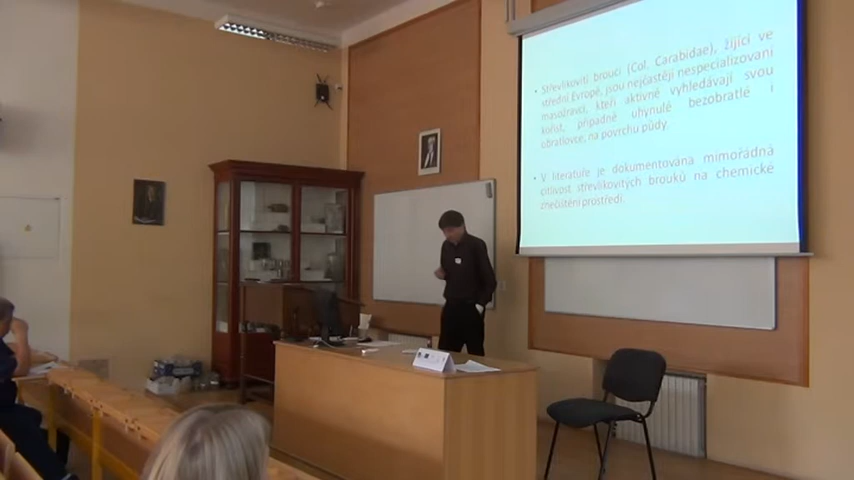 • Střevlíkovití brouci (Col. Carabidae), žijící ve
střední Evropě, jsou nejčastěji nespecializovaní
masožravci, kteří aktivně vyhledávají svou
kořist, případně uhynulé bezobratlé i
obratlovce, na povrchu půdy.
• V literatuře je dokumentována mimořádná
citlivost střevlíkovitých brouků na chemické
znečištění prostředí.